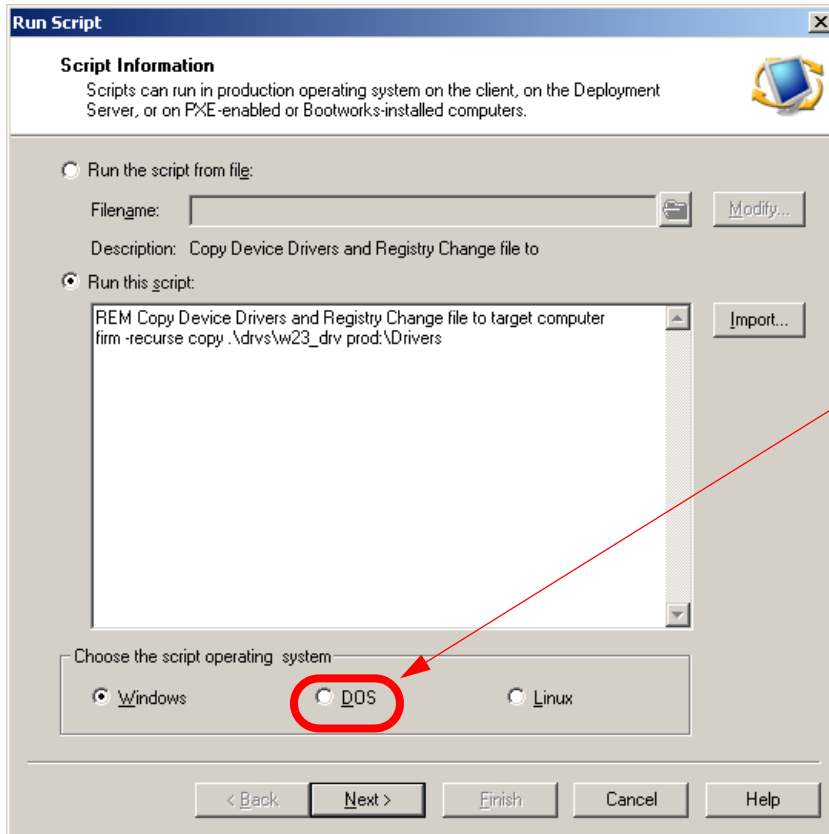 Run Script
Script Information
Scripts can run in production operating system on the client, on the Deployment
Server, or on PXE-enabled or Bootworks-installed computers.
Run the script from file:
Filename:
Modify...
Description: Copy Device Drivers and Registry Change file to
Run this script:
REM Copy Device Drivers and Registry Change file to target computer
firm -recurse copy .\drvs\w23_drv prod:\Drivers
Import...
Choose the script operating system
Windows
DOS
Linux
< Back
Next >
Finish
Cancel
Help